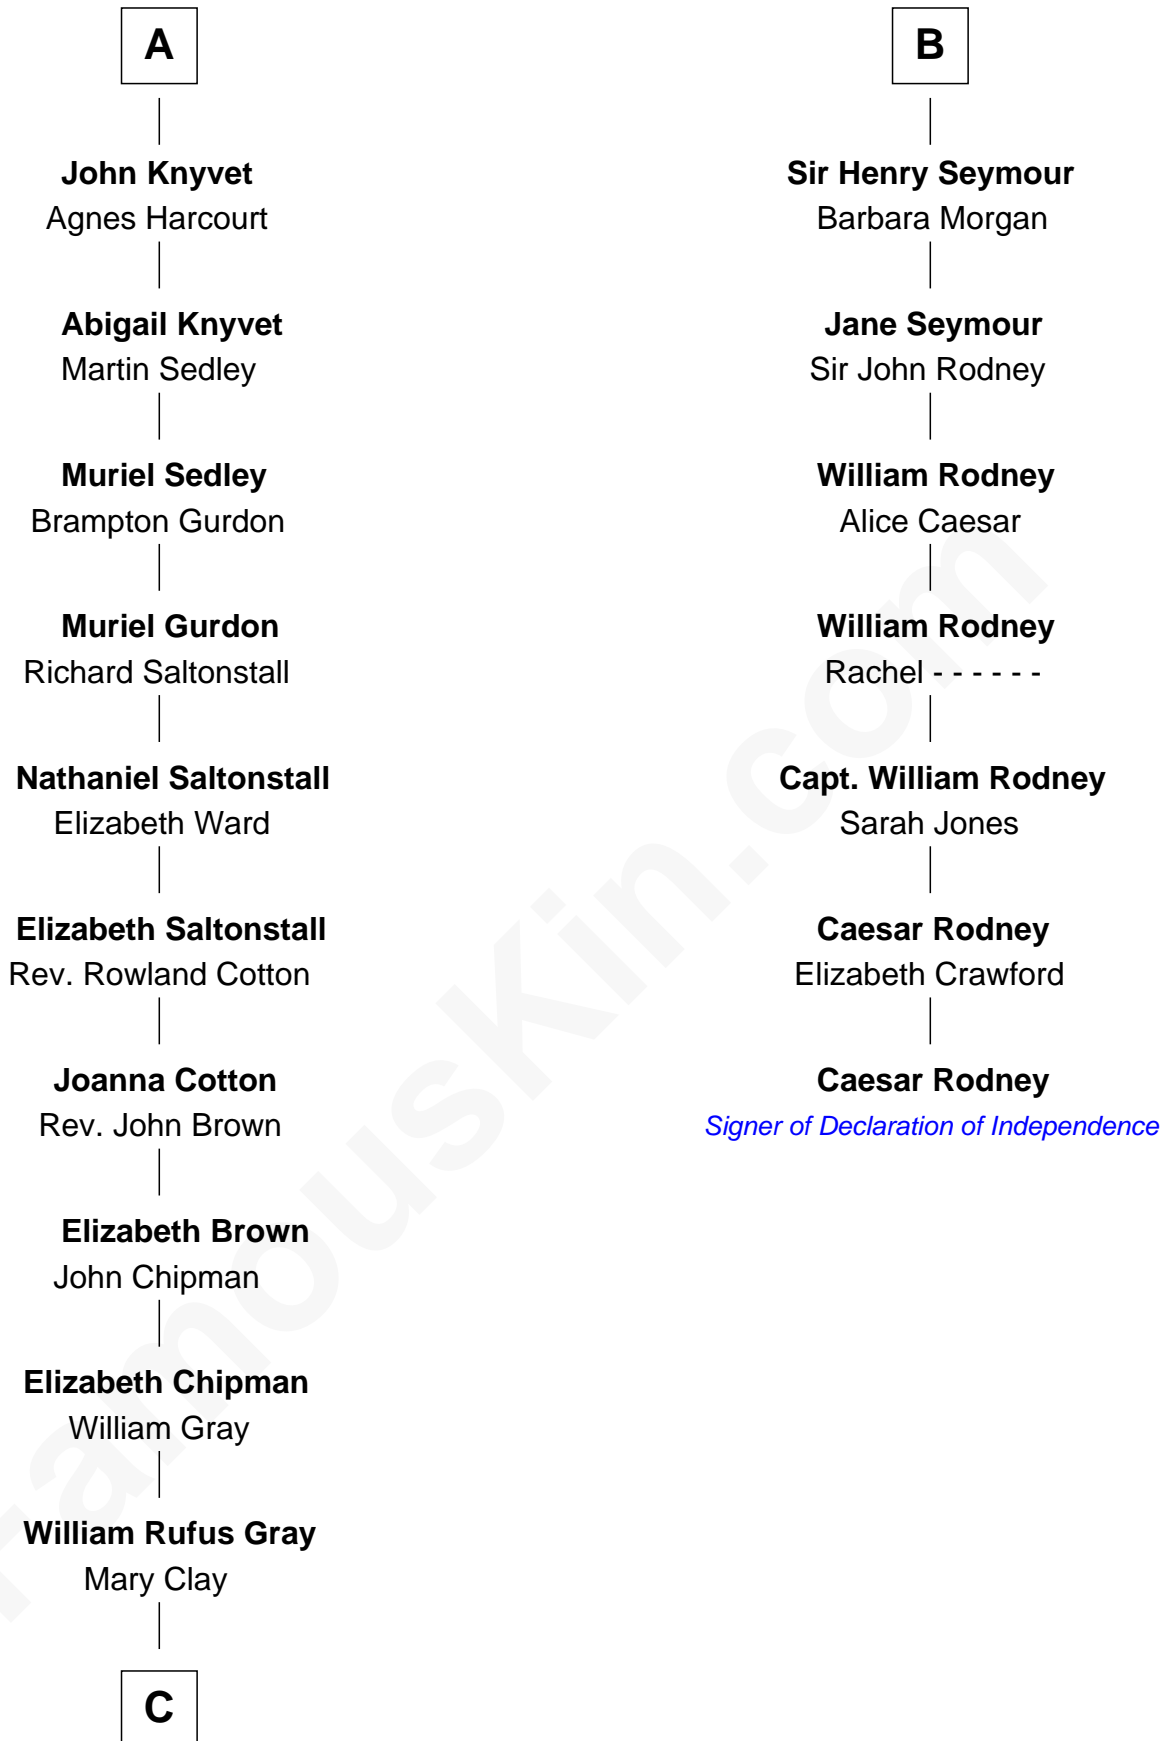 A
John Knyvet
Agnes Harcourt
Abigail Knyvet
Martin Sedley
Muriel Sedley
Brampton Gurdon
Muriel Gurdon
Richard Saltonstall
Nathaniel Saltonstall
Elizabeth Ward
Elizabeth Saltonstall
Rev. Rowland Cotton
Joanna Cotton
Rev. John Brown
Elizabeth Brown
John Chipman
Elizabeth Chipman
William Gray
William Rufus Gray
Mary Clay
C
B
Sir Henry Seymour
Barbara Morgan
Jane Seymour
Sir John Rodney
William Rodney
Alice Caesar
William Rodney
Rachel - - - - - -
Capt. William Rodney
Sarah Jones
Caesar Rodney
Elizabeth Crawford
Caesar Rodney
Signer of Declaration of Independence
FamousKin.com